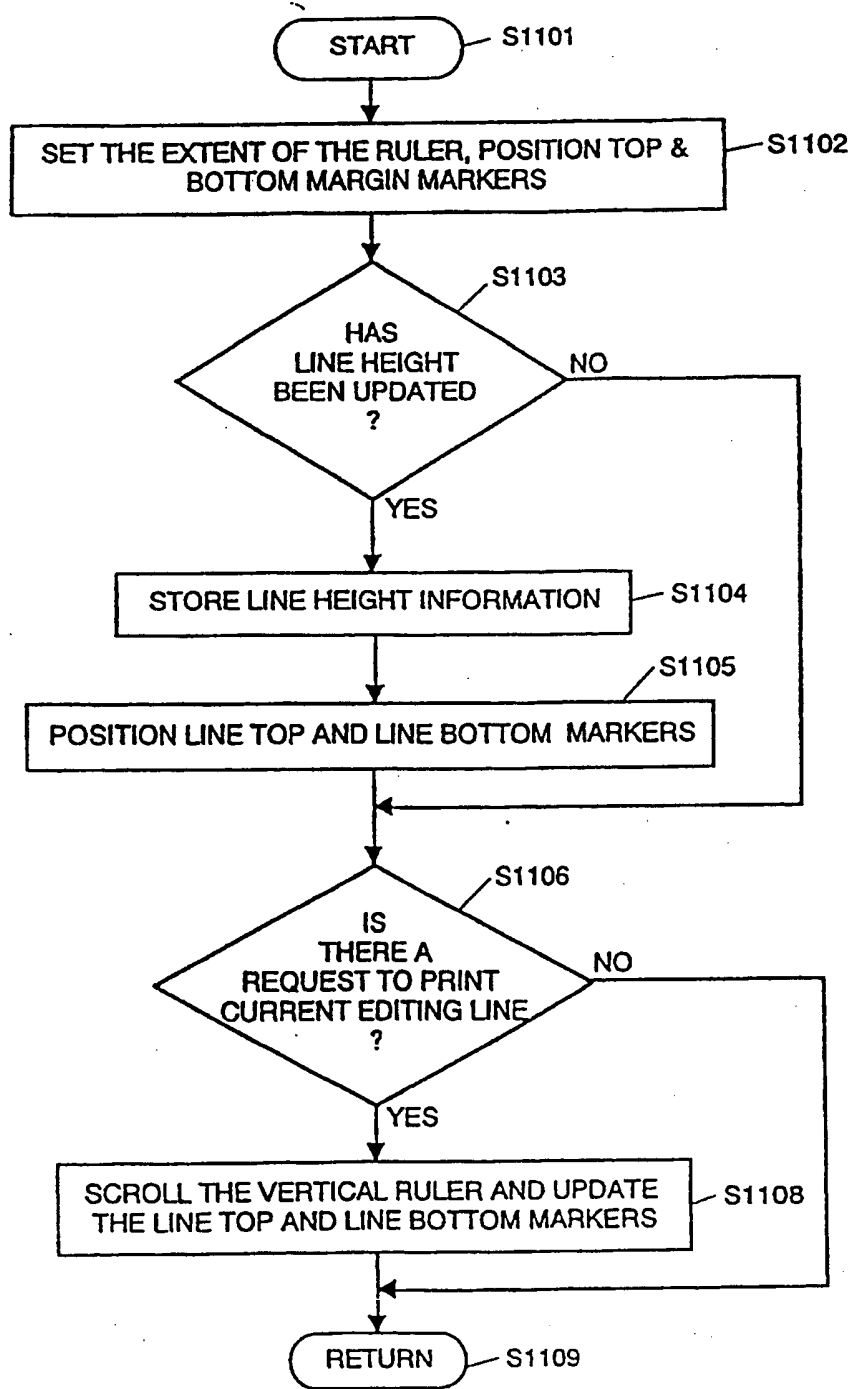 START
S1101
SET THE EXTENT OF THE RULER, POSITION TOP &
BOTTOM MARGIN MARKERS
S1102
S1103
HAS
LINE HEIGHT
BEEN UPDATED
?
NO
YES
STORE LINE HEIGHT INFORMATION
S1104
S1105
POSITION LINE TOP AND LINE BOTTOM MARKERS
S1106
IS
THERE A
REQUEST TO PRINT
CURRENT EDITING LINE
?
NO
YES
SCROLL THE VERTICAL RULER AND UPDATE
THE LINE TOP AND LINE BOTTOM MARKERS
S1108
RETURN
S1109